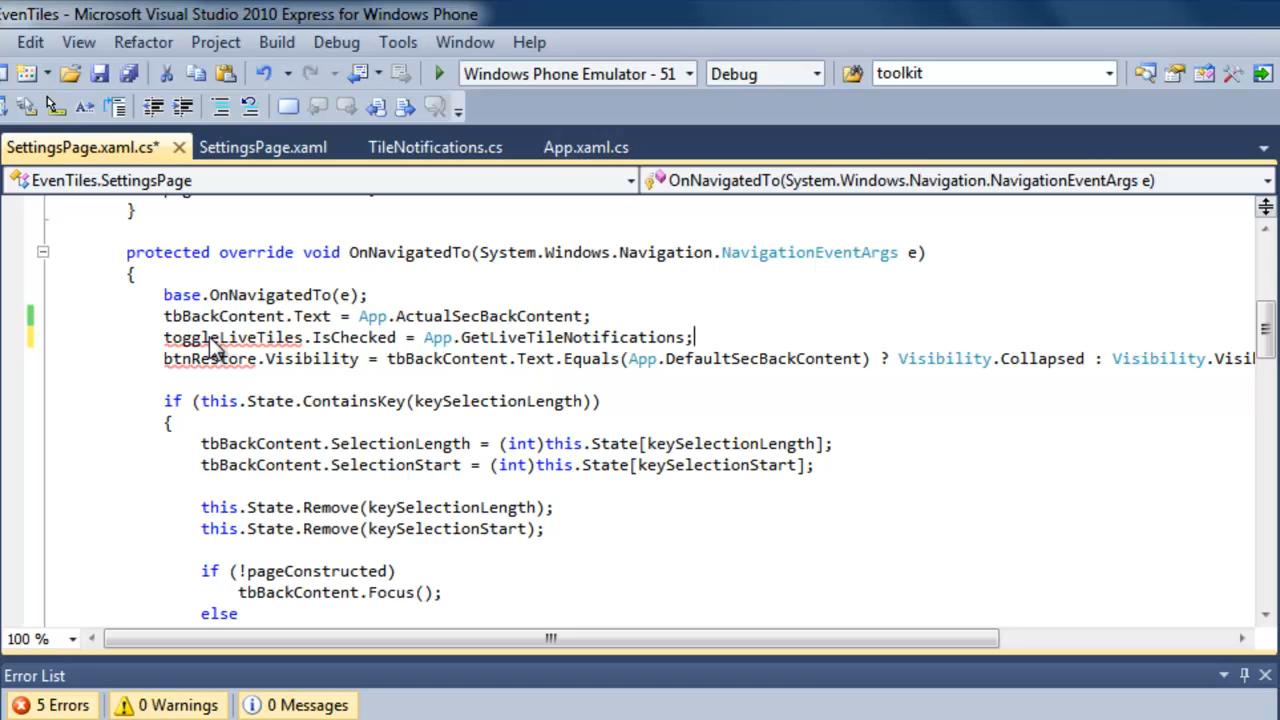 EvenTiles - Microsoft Visual Studio 2010 Express for Windows Phone
Edit View Refactor Project Build Debug Tools Window Help
Windows Phone Emulator - 51 Debug toolkit
SettingsPage.xaml.cs* SettingsPage.xaml TileNotifications.cs App.xaml.cs
EvenTiles.SettingsPage OnNavigatedTo(System.Windows.Navigation.NavigationEventArgs e)
}
protected override void OnNavigatedTo(System.Windows.Navigation.NavigationEventArgs e)
{
base.OnNavigatedTo(e);
tbBackContent.Text = App.ActualSecBackContent;
toggleLiveTiles.IsChecked = App.GetLiveTileNotifications;
btnRestore.Visibility = tbBackContent.Text.Equals(App.DefaultSecBackContent) ? Visibility.Collapsed : Visibility.Visi
if (this.State.ContainsKey(keySelectionLength))
{
tbBackContent.SelectionLength = (int)this.State[keySelectionLength];
tbBackContent.SelectionStart = (int)this.State[keySelectionStart];
this.State.Remove(keySelectionLength);
this.State.Remove(keySelectionStart);
if (!pageConstructed)
tbBackContent.Focus();
else
100 %
Error List
5 Errors 0 Warnings 0 Messages